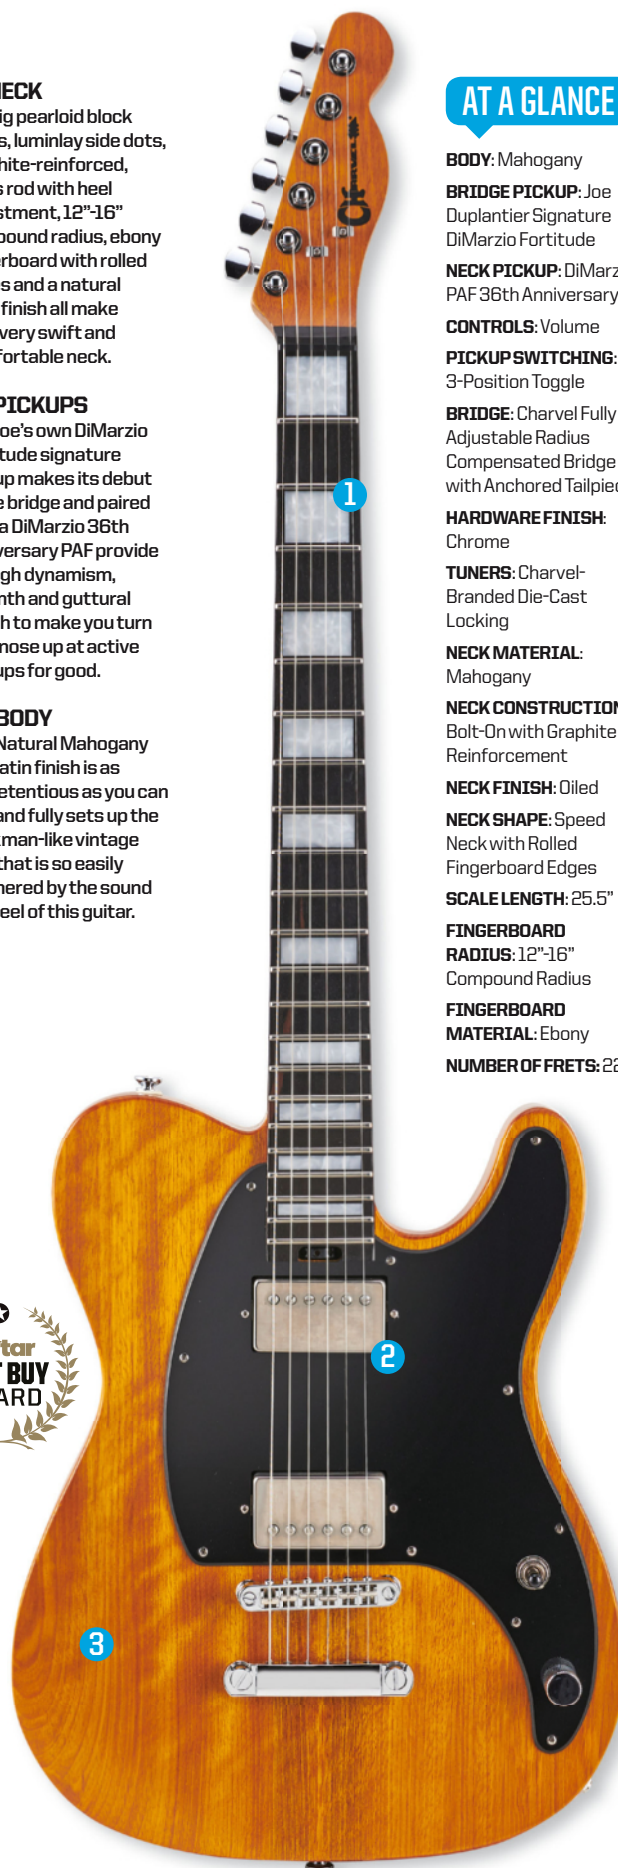 ECK
ig pearloid block
s, luminlay side dots,
hite-reinforced,
s rod with heel
stment, 12”-16”
pound radius, ebony
erboard with rolled
es and a natural
finish all make
very swift and
fortable neck.
PICKUPS
oe’s own DiMarzio
itude signature
up makes its debut
e bridge and paired
a DiMarzio 36th
versary PAF provide
gh dynamism,
nth and guttural
h to make you turn
nose up at active
ups for good.
BODY
Natural Mahogany
atin finish is as
etentious as you can
and fully sets up the
kman-like vintage
that is so easily
hered by the sound
eel of this guitar.
AT A GLANCE
BODY: Mahogany
BRIDGE PICKUP: Joe
Duplantier Signature
DiMarzio Fortitude
NECK PICKUP: DiMarz
PAF 36th Anniversary
CONTROLS: Volume
PICKUP SWITCHING:
3-Position Toggle
BRIDGE: Charvel Fully
Adjustable Radius
Compensated Bridge
with Anchored Tailpie
HARDWARE FINISH:
Chrome
TUNERS: Charvel-
Branded Die-Cast
Locking
NECK MATERIAL:
Mahogany
NECK CONSTRUCTION
Bolt-On with Graphite
Reinforcement
NECK FINISH: Oiled
NECK SHAPE: Speed
Neck with Rolled
Fingerboard Edges
SCALE LENGTH: 25.5”
FINGERBOARD
RADIUS: 12”-16”
Compound Radius
FINGERBOARD
MATERIAL: Ebony
NUMBER OF FRETS: 22
Charvel
1
2
3
tar
T BUY
ARD